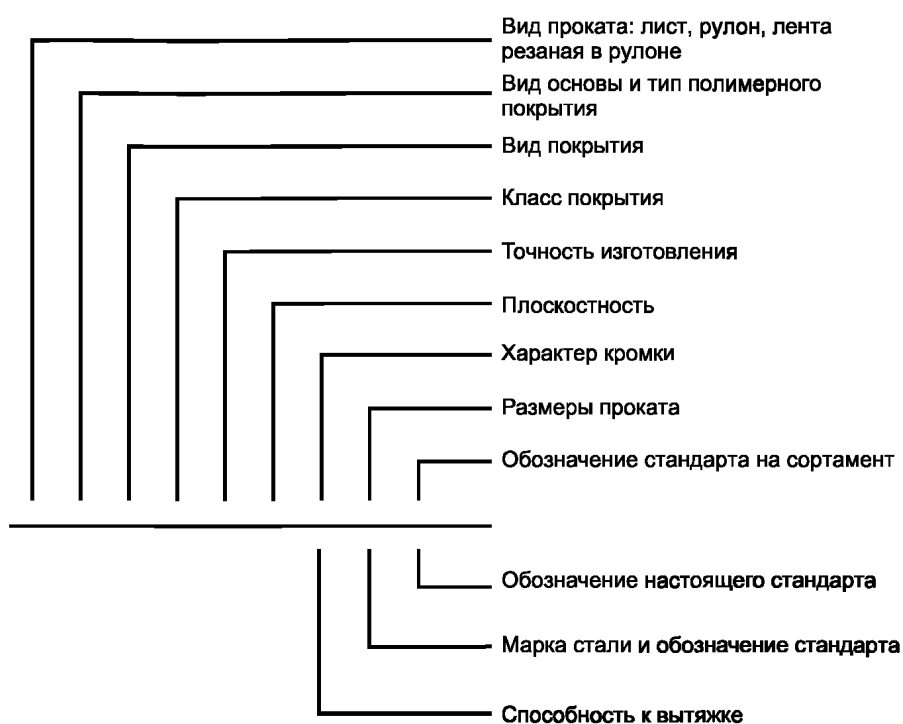 Вид проката: лист, рулон, лента
резаная в рулоне
Вид основы и тип полимерного
покрытия
Вид покрытия
Класс покрытия
Точность изготовления
Плоскостность
Характер кромки
Размеры проката
Обозначение стандарта на сортамент
Обозначение настоящего стандарта
Марка стали и обозначение стандарта
Способность к вытяжке